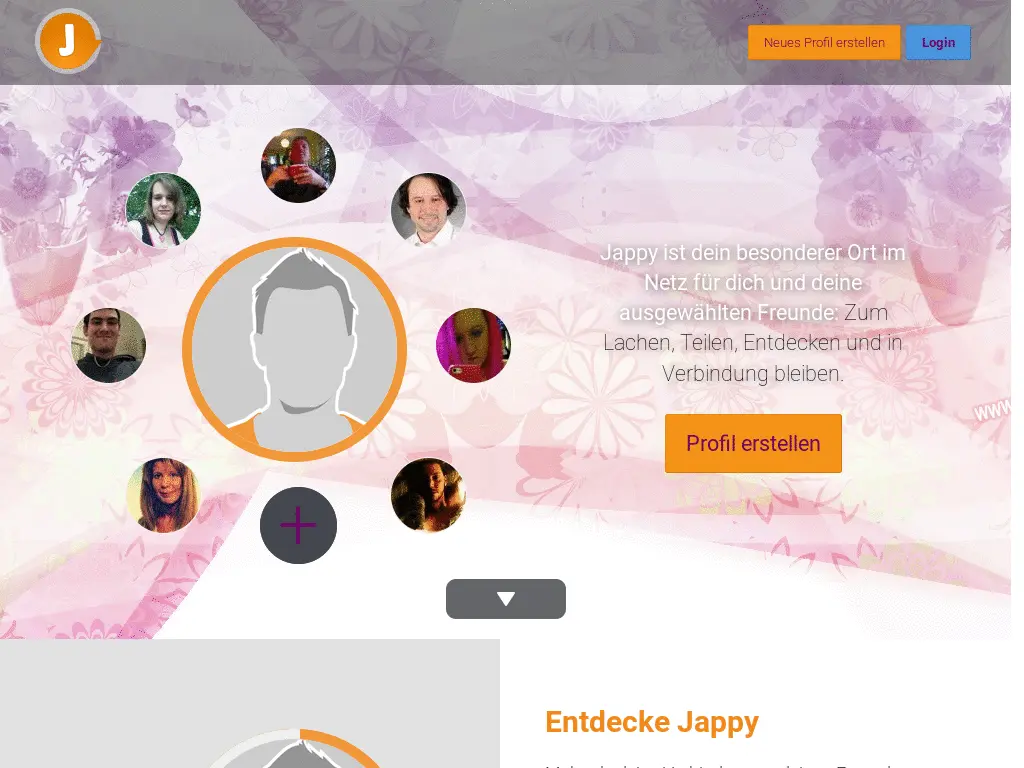 J
Neues Profil erstellen
Login
Jappy ist dein besonderer Ort im
Netz für dich und deine
ausgewählten Freunde: Zum
Lachen, Teilen, Entdecken und in
Verbindung bleiben.
www
Profil erstellen
Entdecke Jappy